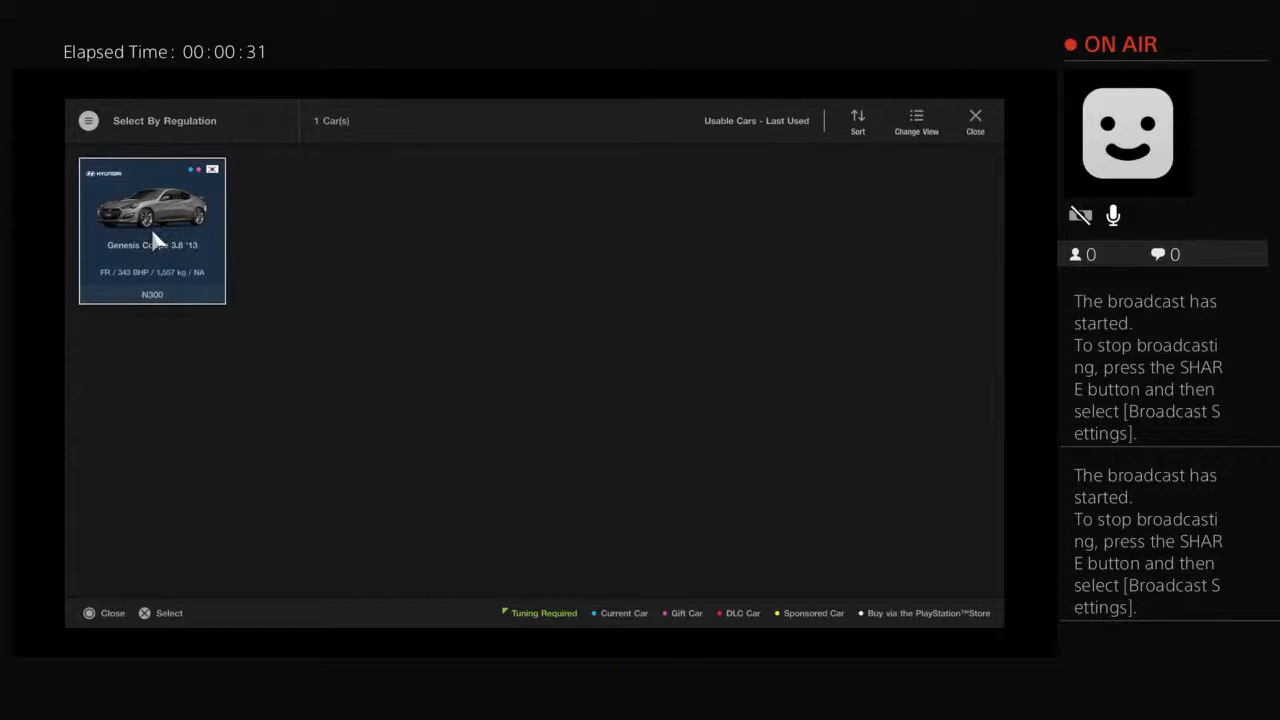 Elapsed Time: 00:00:31
ON AIR
Select By Regulation
1 Car(s)
Usable Cars - Last Used
Sort
Change View
Close
HYUNDAI
Genesis Coupe 3.8 '13
FR / 343 BHP / 1,557 kg / NA
N300
0
0
The broadcast has
started.
To stop broadcasti
ng, press the SHAR
E button and then
select [Broadcast S
ettings].
The broadcast has
started.
To stop broadcasti
ng, press the SHAR
E button and then
select [Broadcast S
ettings].
Close
Select
Tuning Required
Current Car
Gift Car
DLC Car
Sponsored Car
Buy via the PlayStation™Store